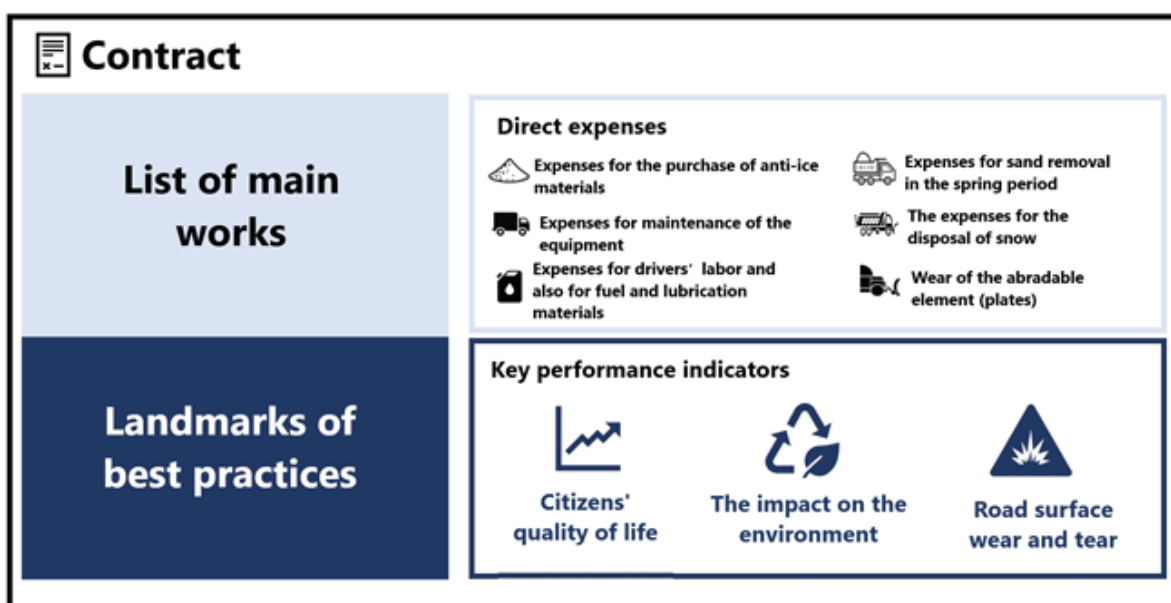 Contract
List of main
works
Direct expenses
Expenses for the purchase of anti-ice
materials
Expenses for maintenance of the
equipment
Expenses for drivers' labor and
also for fuel and lubrication
materials
Expenses for sand removal
in the spring period
The expenses for the
disposal of snow
Wear of the abradable
element (plates)
Landmarks of
best practices
Key performance indicators
Citizens'
quality of life
The impact on the
environment
Road surface
wear and tear